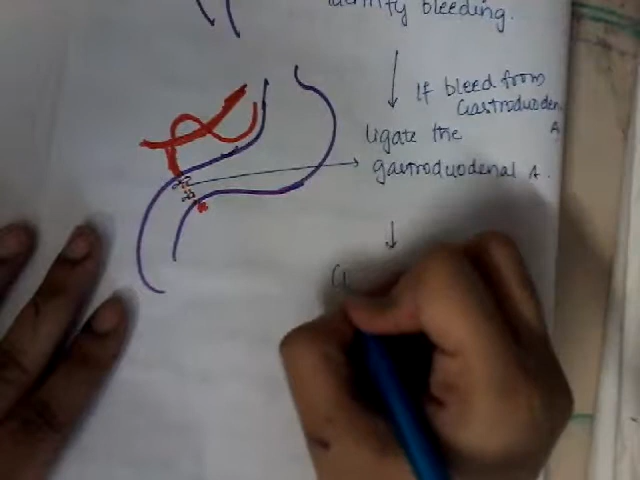 identify bleeding.
If bleed from
Gastroduoden
A
ligate the
gastroduodenal A.